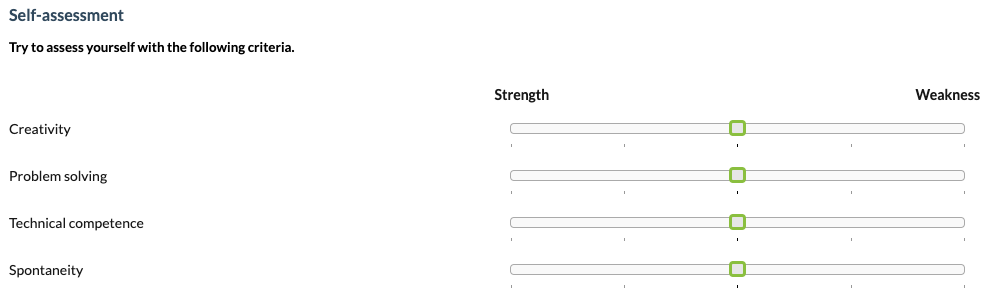 Self-assessment
Try to assess yourself with the following criteria.
Strength Weakness
Creativity
Problem solving
Technical competence
Spontaneity